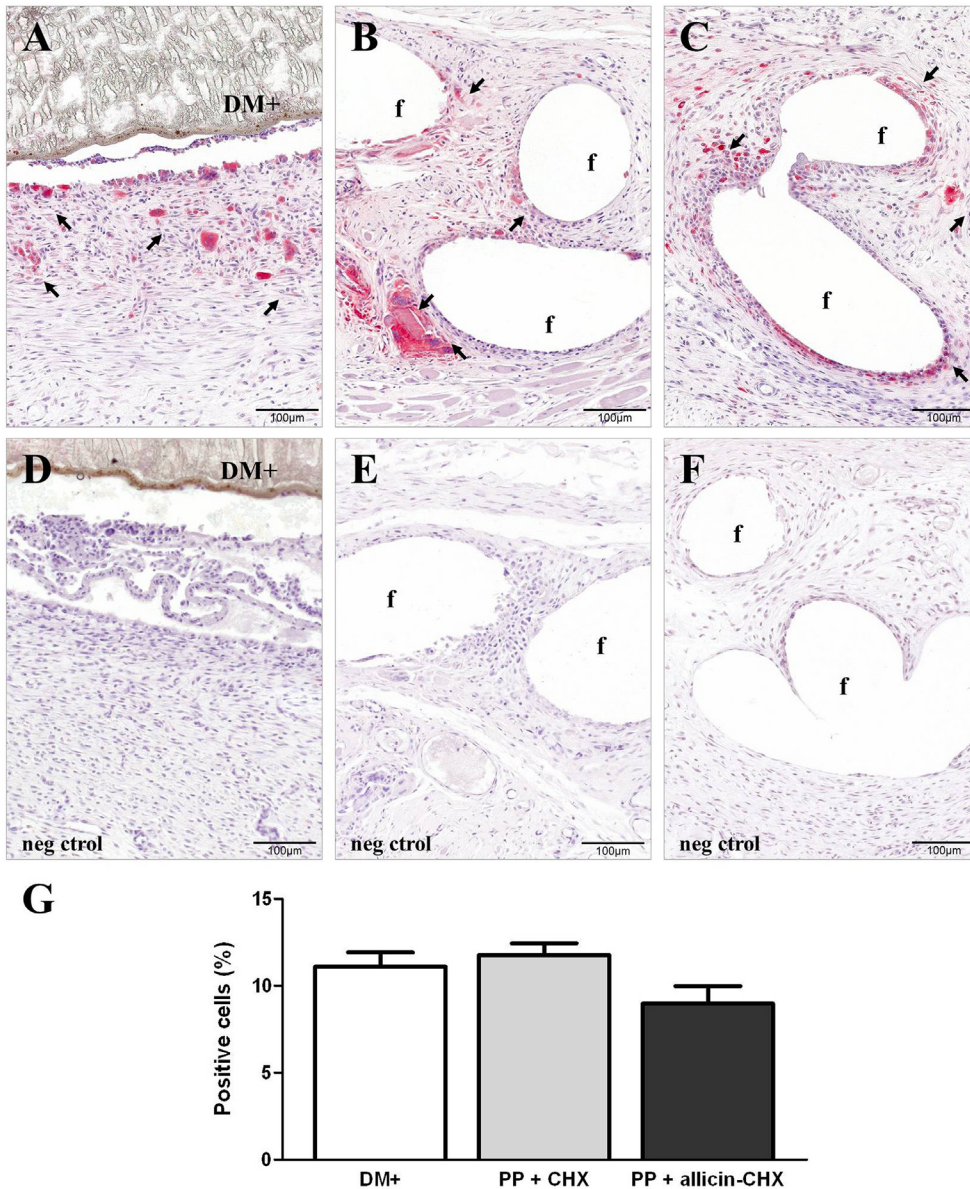 A
DM+
100µm
B
f
f
f
100µm
C
f
f
100µm
D
DM+
neg ctrol
100µm
E
f
f
neg ctrol
100µm
F
f
f
neg ctrol
100µm
G
15
10
5
0
Positive cells (%)
DM+
PP + CHX
PP + allicin-CHX